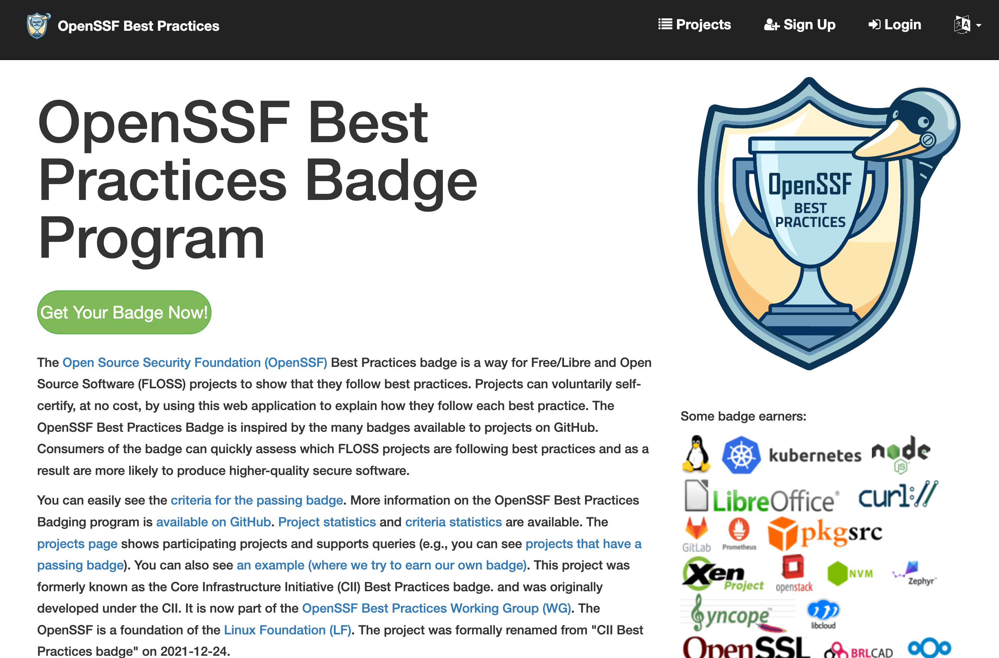 OpenSSF Best Practices
Projects
Sign Up
Login
OpenSSF Best
Practices Badge
Program
Get Your Badge Now!
The Open Source Security Foundation (OpenSSF) Best Practices badge is a way for Free/Libre and Open
Source Software (FLOSS) projects to show that they follow best practices. Projects can voluntarily self-
certify, at no cost, by using this web application to explain how they follow each best practice. The
OpenSSF Best Practices Badge is inspired by the many badges available to projects on GitHub.
Consumers of the badge can quickly assess which FLOSS projects are following best practices and as a
result are more likely to produce higher-quality secure software.
You can easily see the criteria for the passing badge. More information on the OpenSSF Best Practices
Badging program is available on GitHub. Project statistics and criteria statistics are available. The
projects page shows participating projects and supports queries (e.g., you can see projects that have a
passing badge). You can also see an example (where we try to earn our own badge). This project was
formerly known as the Core Infrastructure Initiative (CII) Best Practices badge. and was originally
developed under the CII. It is now part of the OpenSSF Best Practices Working Group (WG). The
OpenSSF is a foundation of the Linux Foundation (LF). The project was formally renamed from "CII Best
Practices badge" on 2021-12-24.
OpenSSF
BEST
PRACTICES
Some badge earners:
kubernetes
node
JS
LibreOffice®
curl://
GitLab
Prometheus
pkgsrc
Xen
Project
openstack
NVM
Zephyr™
Syncope™
libcloud
OpenSSL
BRLCAD